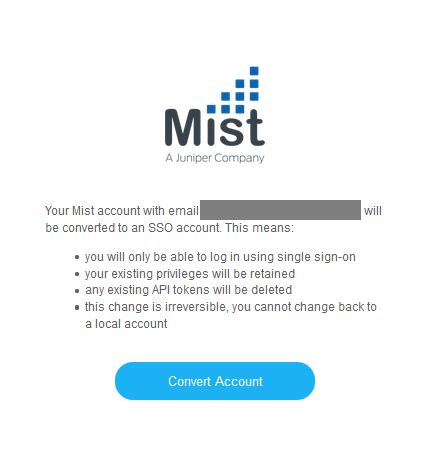 Mist
A Juniper Company
Your Mist account with email will
be converted to an SSO account. This means:
you will only be able to log in using single sign-on
your existing privileges will be retained
any existing API tokens will be deleted
this change is irreversible, you cannot change back to
a local account
Convert Account